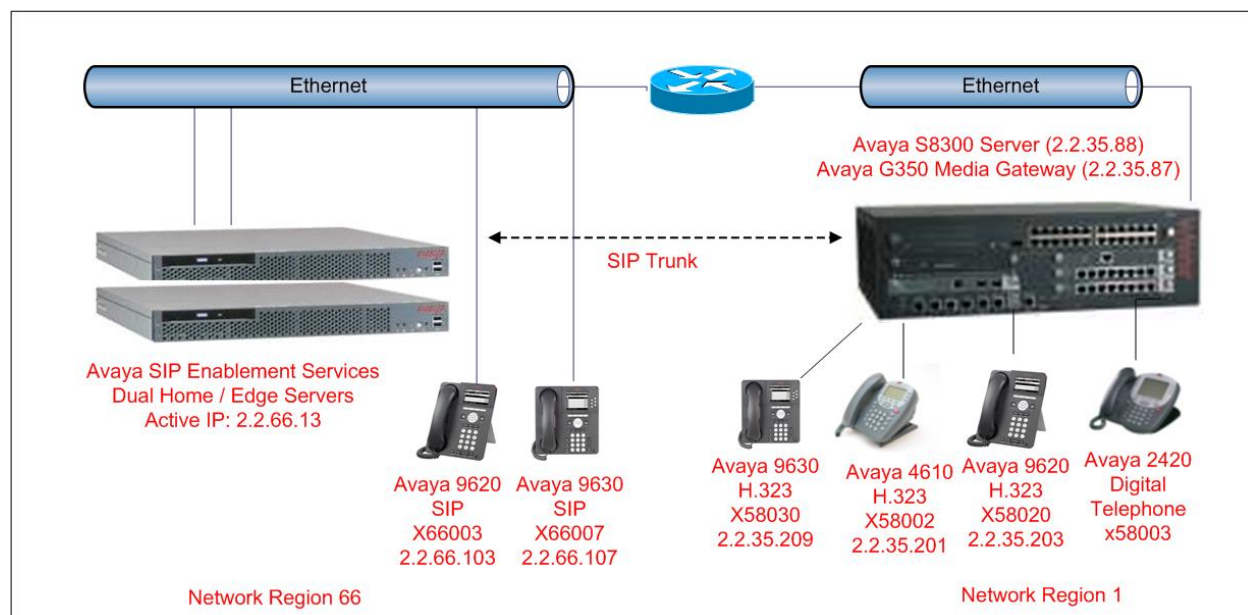 Ethernet
Ethernet
Avaya S8300 Server (2.2.35.88)
Avaya G350 Media Gateway (2.2.35.87)
SIP Trunk
Avaya SIP Enablement Services
Dual Home / Edge Servers
Active IP: 2.2.66.13
Avaya 9620
SIP
X66003
2.2.66.103
Avaya 9630
SIP
X66007
2.2.66.107
Avaya 9630
H.323
X58030
2.2.35.209
Avaya 4610
H.323
X58002
2.2.35.201
Avaya 9620
H.323
X58020
2.2.35.203
Avaya 2420
Digital
Telephone
x58003
Network Region 66
Network Region 1